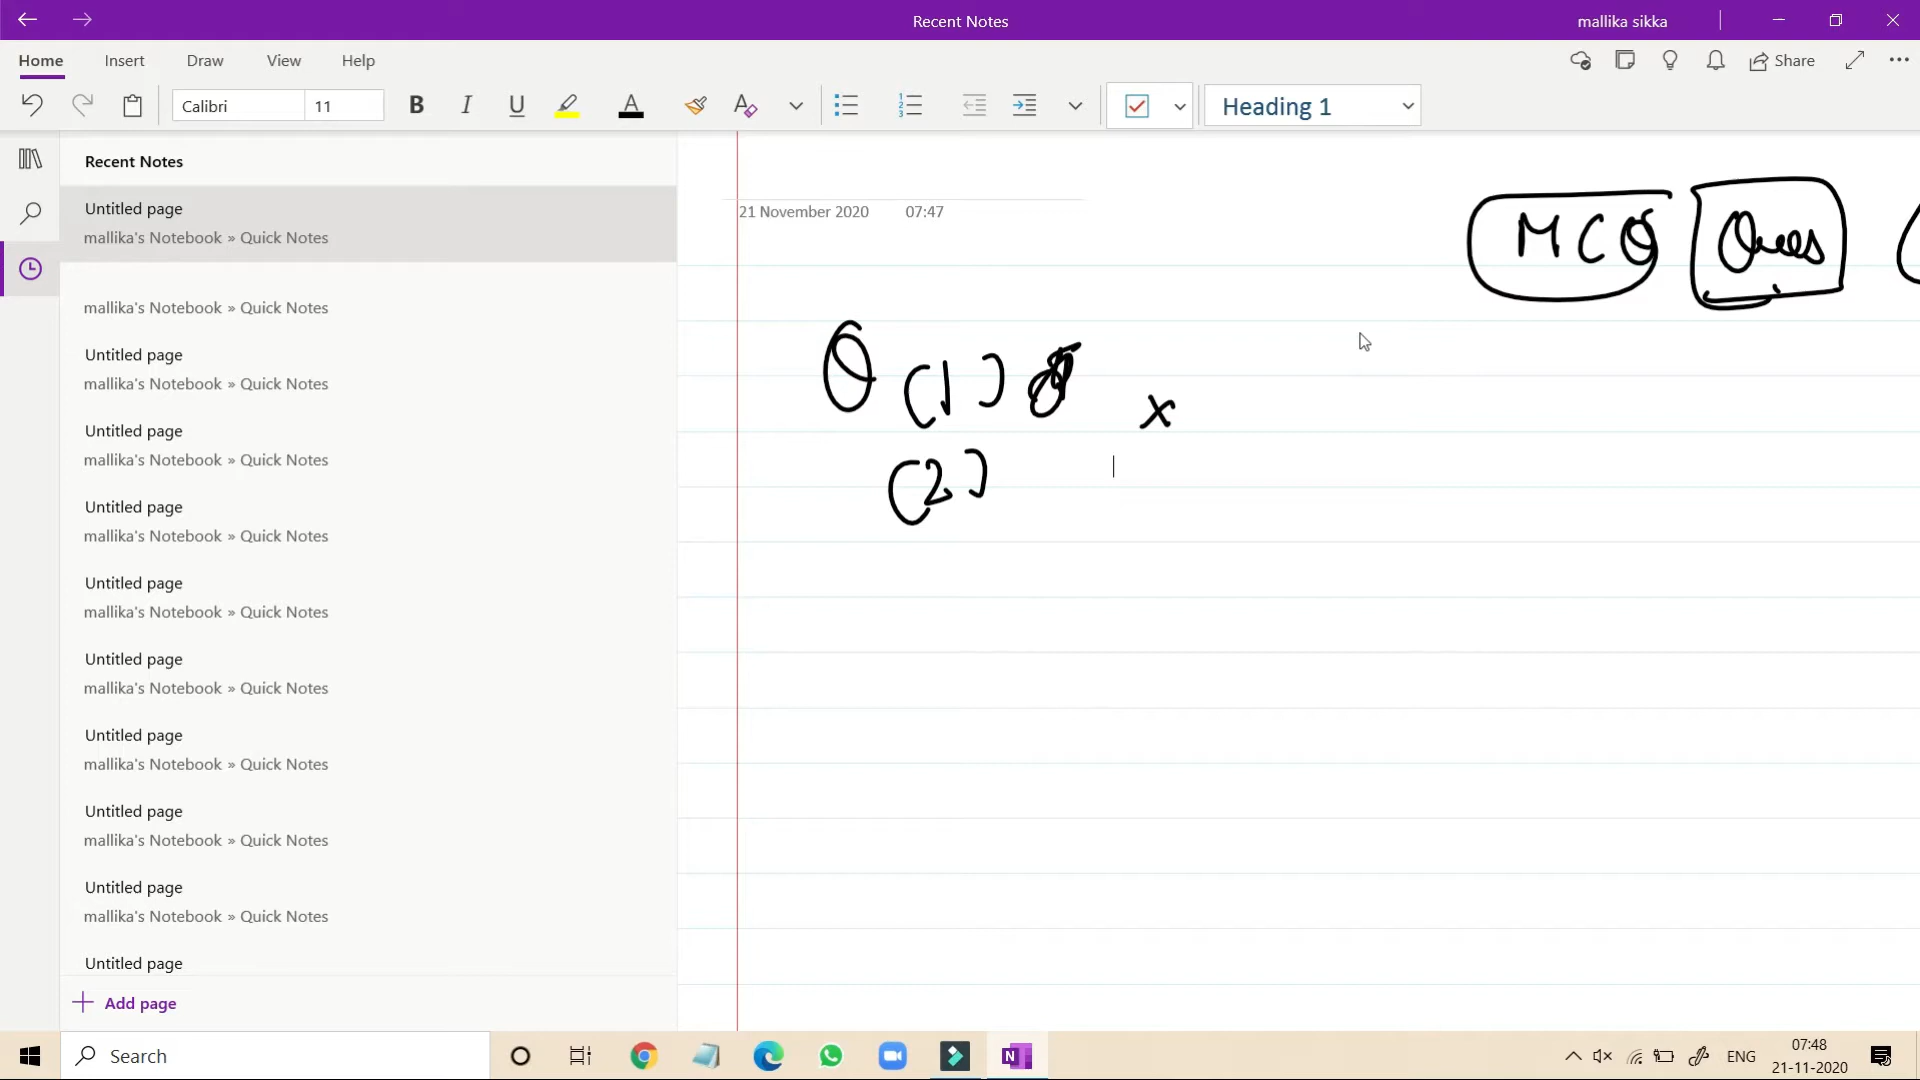 Recent Notes
mallika sikka
Home Insert Draw View Help
Share
Calibri 11 B I U A A Heading 1
Recent Notes
Untitled page
mallika's Notebook » Quick Notes
mallika's Notebook » Quick Notes
Untitled page
mallika's Notebook » Quick Notes
Untitled page
mallika's Notebook » Quick Notes
Untitled page
mallika's Notebook » Quick Notes
Untitled page
mallika's Notebook » Quick Notes
Untitled page
mallika's Notebook » Quick Notes
Untitled page
mallika's Notebook » Quick Notes
Untitled page
mallika's Notebook » Quick Notes
Untitled page
mallika's Notebook » Quick Notes
Untitled page
Add page
21 November 2020 07:47
MCQ Ques
Q (1) x
(2)
Search
ENG
07:48
21-11-2020